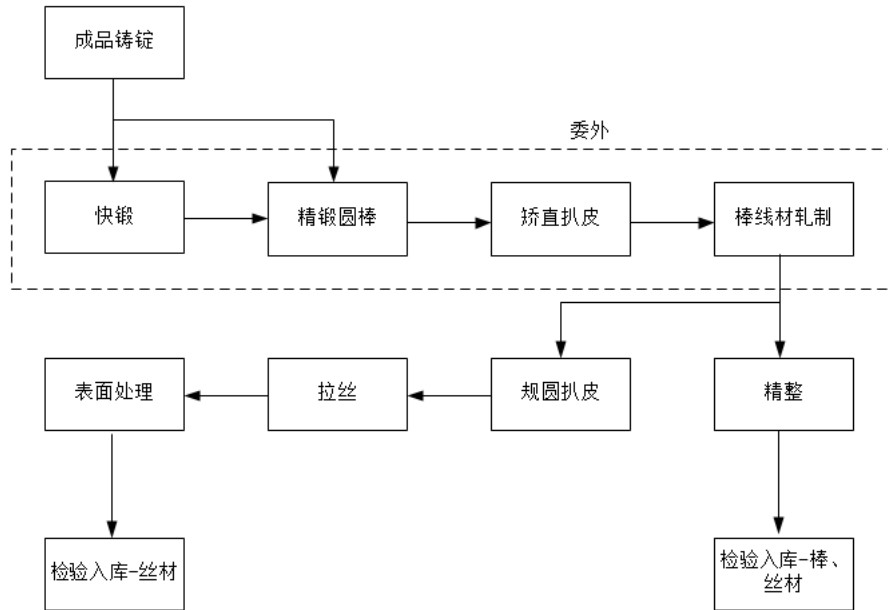 成品铸锭
委外
快锻
精锻圆棒
矫直扒皮
棒线材轧制
表面处理
拉丝
规圆扒皮
精整
检验入库-丝材
检验入库-棒、
丝材